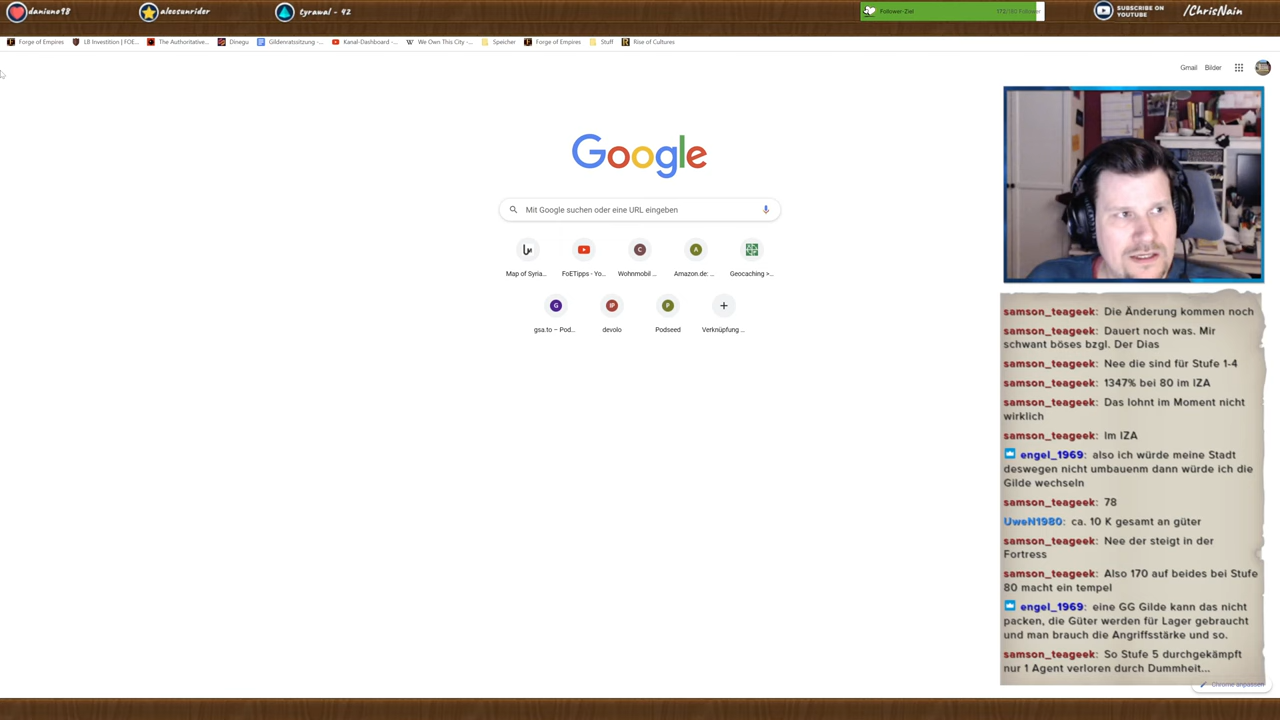 daniuno98
aleosunrider
tyrawal - 42
Follower-Ziel
SUBSCRIBE ON
YOUTUBE
/ChrisNain
Forge of Empires
LB Investition | FOE...
The Authoritative...
Dinegu
Gildenratssitzung -...
Kanal-Dashboard -...
We Own This City -...
Speicher
Forge of Empires
Stuff
Rise of Cultures
Gmail
Bilder
Google
Mit Google suchen oder eine URL eingeben
Map of Syria...
FoETipps - Yo...
Wohnmobil ...
Amazon.de: ...
Geocaching >...
gsa.to – Pod...
devolo
Podseed
Verknüpfung ...
samson_teageek: Die Änderung kommen noch
samson_teageek: Dauert noch was. Mir
schwant böses bzgl. Der Dias
samson_teageek: Nee die sind für Stufe 1-4
samson_teageek: 1347% bei 80 im IZA
samson_teageek: Das lohnt im Moment nicht
wirklich
samson_teageek: Im IZA
engel_1969: also ich würde meine Stadt
deswegen nicht umbauenm dann würde ich die
Gilde wechseln
samson_teageek: 78
UweN1980: ca. 10 K gesamt an güter
samson_teageek: Nee der steigt in der
Fortress
samson_teageek: Also 170 auf beides bei Stufe
80 macht ein tempel
engel_1969: eine GG Gilde kann das nicht
packen, die Güter werden für Lager gebraucht
und man brauch die Angriffsstärke und so.
samson_teageek: So Stufe 5 durchgekämpft
nur 1 Agent verloren durch Dummheit...
Chrome anpassen